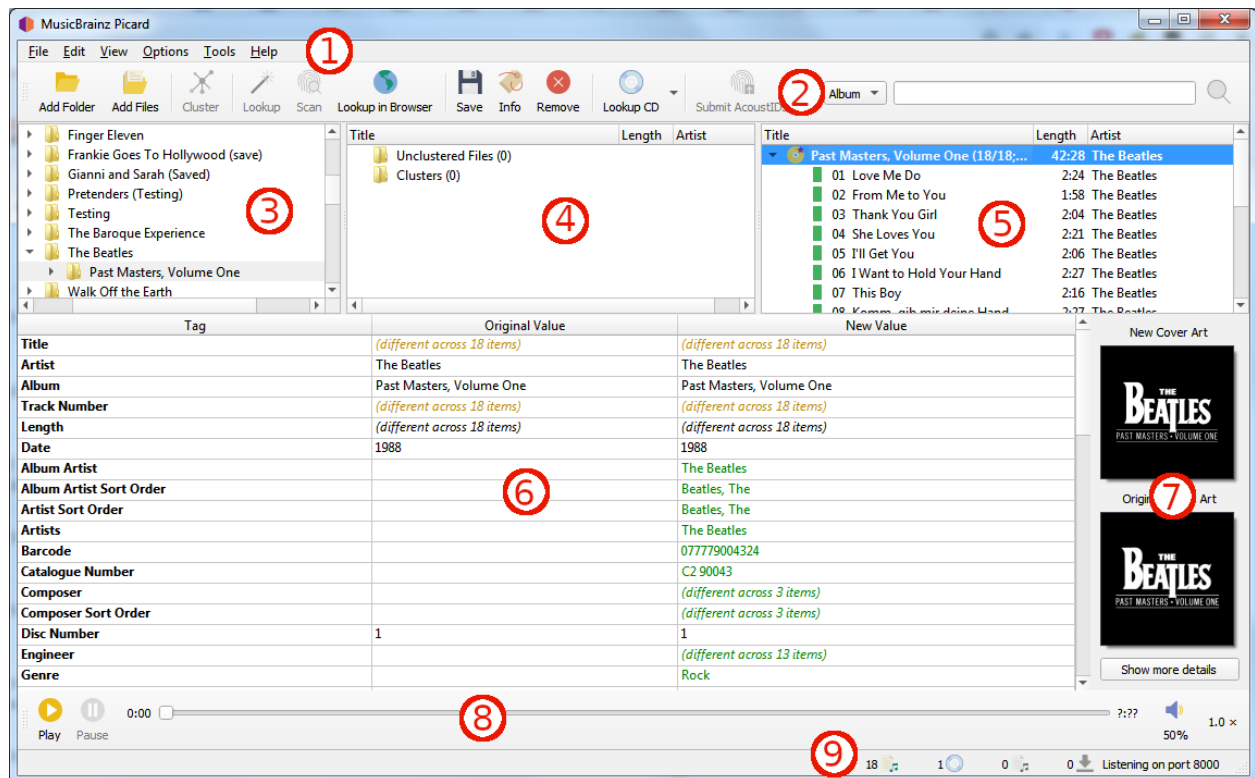 MusicBrainz Picard
File Edit View Options Tools Help
1
Add Folder Add Files Cluster Lookup Scan Lookup in Browser Save Info Remove Lookup CD Submit AcoustIDs 2 Album
Finger Eleven
Frankie Goes To Hollywood (save)
Gianni and Sarah (Saved)
Pretenders (Testing)
Testing
The Baroque Experience
The Beatles
Past Masters, Volume One
Walk Off the Earth
3
Title Length Artist
Unclustered Files (0)
Clusters (0)
4
Title Length Artist
Past Masters, Volume One (18/18;... 42:28 The Beatles
01 Love Me Do 2:24 The Beatles
02 From Me to You 1:58 The Beatles
03 Thank You Girl 2:04 The Beatles
04 She Loves You 2:21 The Beatles
05 I'll Get You 2:06 The Beatles
06 I Want to Hold Your Hand 2:27 The Beatles
07 This Boy 2:16 The Beatles
08 Komm, gib mir deine Hand 2:27 The Beatles
5
Tag Original Value New Value
Title (different across 18 items) (different across 18 items)
Artist The Beatles The Beatles
Album Past Masters, Volume One Past Masters, Volume One
Track Number (different across 18 items) (different across 18 items)
Length (different across 18 items) (different across 18 items)
Date 1988 1988
Album Artist The Beatles
Album Artist Sort Order Beatles, The
Artist Sort Order Beatles, The
Artists The Beatles
Barcode 077779004324
Catalogue Number C2 90043
Composer (different across 3 items)
Composer Sort Order (different across 3 items)
Disc Number 1 1
Engineer (different across 13 items)
Genre Rock
6
New Cover Art
THE
BEATLES
PAST MASTERS • VOLUME ONE
7
Origin Art
THE
BEATLES
PAST MASTERS • VOLUME ONE
Show more details
Play Pause 0:00 8 ?:?? 50% 1.0 ×
9 18 1 0 0 Listening on port 8000